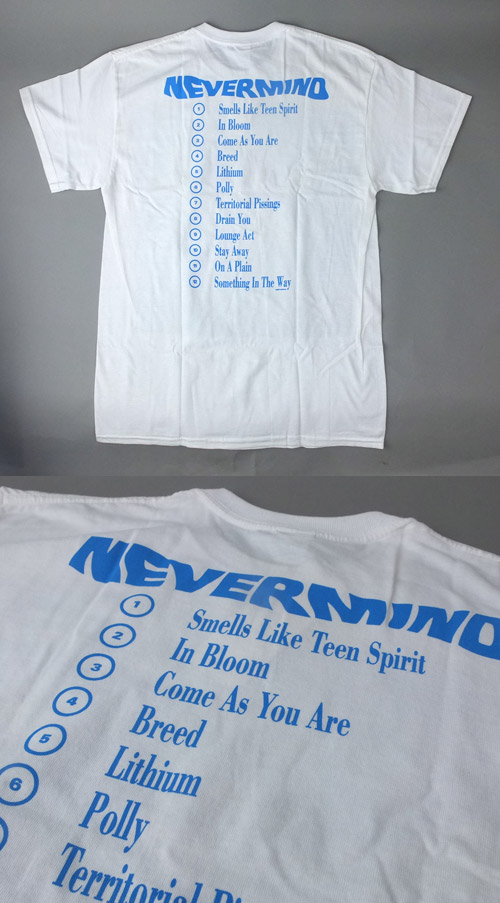 NEVERMIND
1 Smells Like Teen Spirit
2 In Bloom
3 Come As You Are
4 Breed
5 Lithium
6 Polly
7 Territorial Pissings
8 Drain You
9 Lounge Act
10 Stay Away
11 On A Plain
12 Something In The Way
NEVERMIND
1 Smells Like Teen Spirit
2 In Bloom
3 Come As You Are
4 Breed
5 Lithium
6 Polly
Territorial Pi